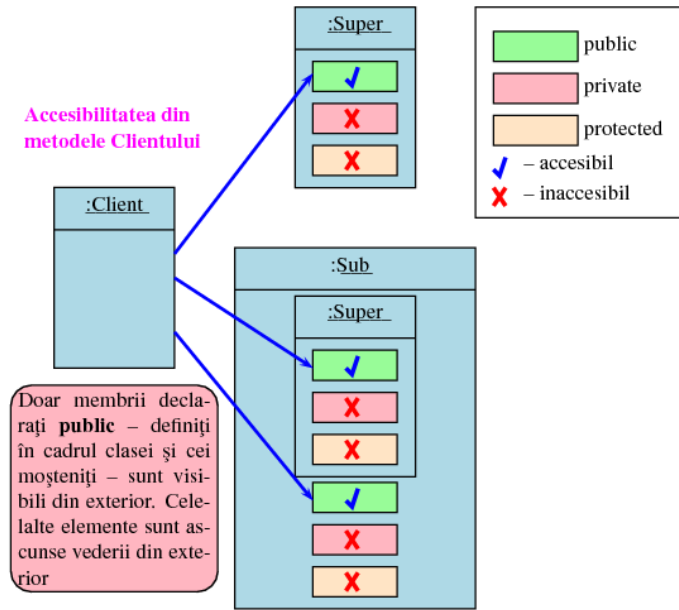 :Super
public
private
protected
– accesibil
– inaccesibil
Accesibilitatea din
metodele Clientului
:Client
:Sub
:Super
Doar membrii decla-
raţi public – definiţi
în cadrul clasei şi cei
moşteniţi – sunt visi-
bili din exterior. Cele-
lalte elemente sunt as-
cunse vederii din exte-
rior